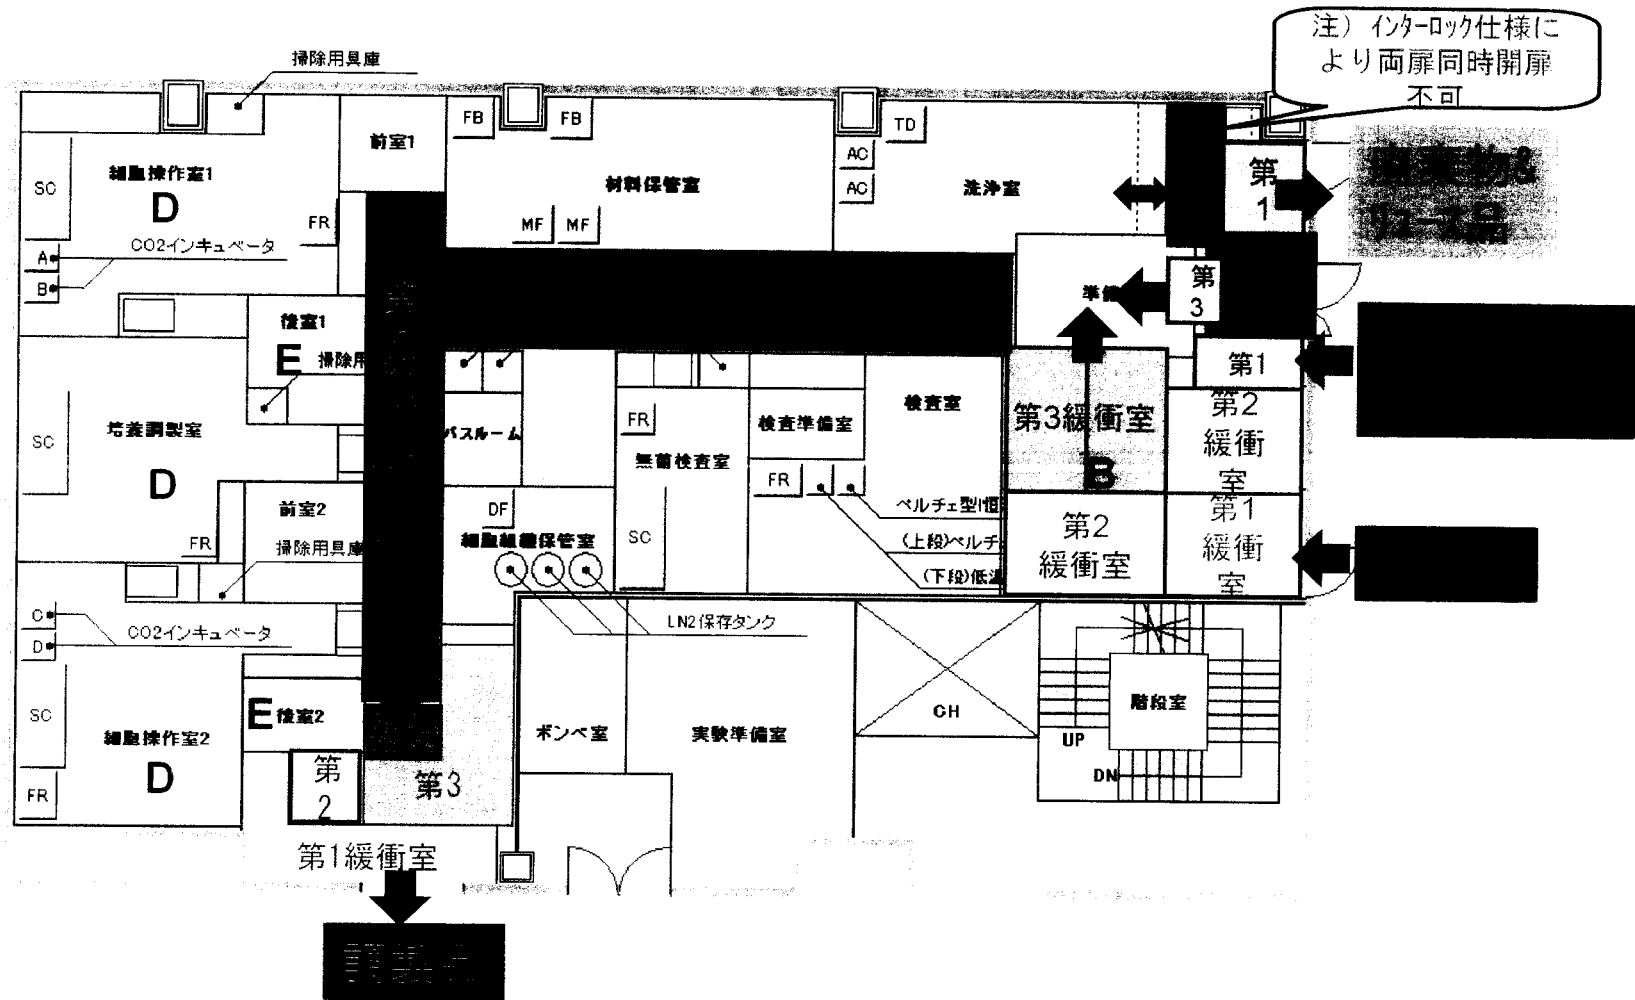 注) インターロック仕様に
より両扉同時開扉
不可
掃除用具庫
前室1
FB
FB
TD
AC
AC
SC
細胞操作室1
D
FR
材料保管室
MF
MF
洗浄室
第
1
CO2インキュベータ
A
B
準備
第
3
後室1
E
掃除用
第1
SC
培養調製室
D
FR
パスルーム
FR
無菌検査室
SC
検査準備室
FR
検査室
第3緩衝室
B
第2
緩衝
室
前室2
掃除用具庫
DF
細胞組織保管室
ペルチェ型恒
(上段)ペルチ
(下段)低温
第2
緩衝室
第1
緩衝
室
C
D
CO2インキュベータ
LN2保存タンク
SC
細胞操作室2
D
FR
E
後室2
第
2
第3
ボンベ室
実験準備室
CH
階段室
UP
DN
第1緩衝室